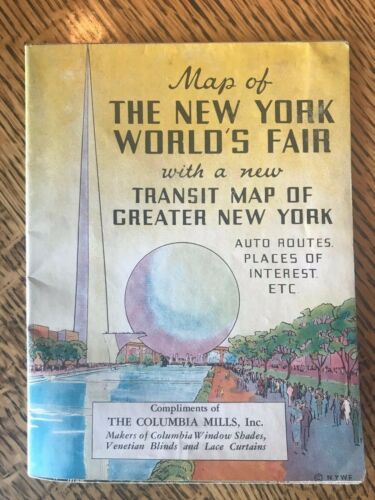 Map of
THE NEW YORK
WORLD'S FAIR
with a new
TRANSIT MAP OF
GREATER NEW YORK
AUTO ROUTES.
PLACES OF
INTEREST.
ETC.
Compliments of
THE COLUMBIA MILLS, Inc.
Makers of Columbia Window Shades,
Venetian Blinds and Lace Curtains
© N.Y.W.F.